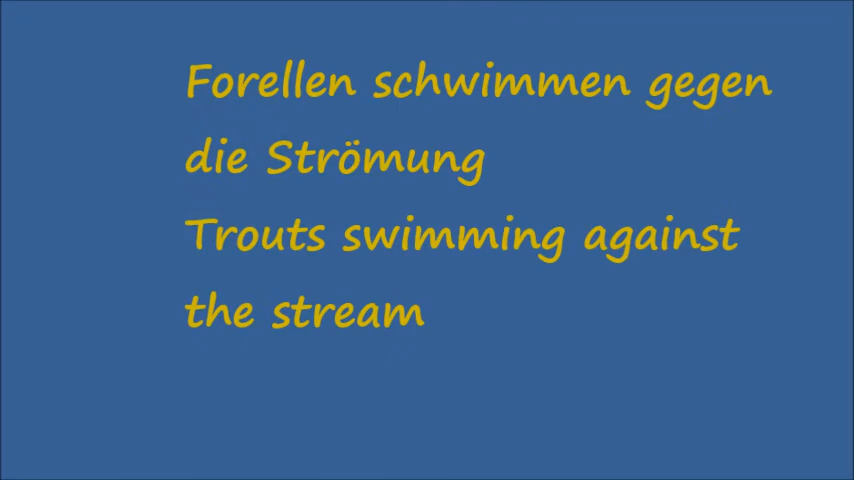 Forellen schwimmen gegen
die Strömung
Trouts swimming against
the stream